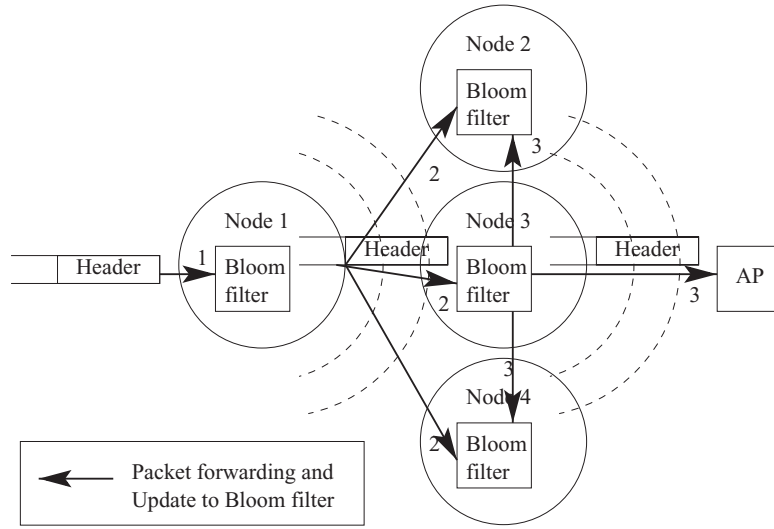 Node 2
Bloom
filter
3
2
Node 1
Node 3
Header
Header
1
Header
Bloom
filter
Bloom
filter
AP
2
3
3
Node 4
2
Bloom
filter
Packet forwarding and
Update to Bloom filter